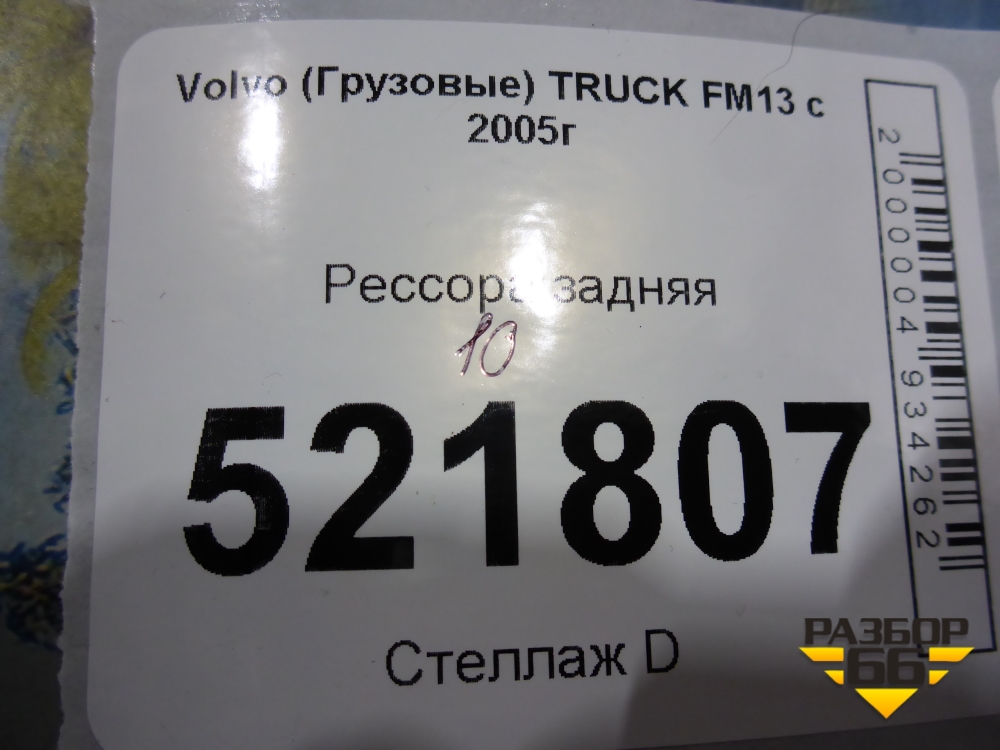 Volvo (Грузовые) TRUCK FM13 с
2005г
Рессора задняя
10
521807
Стеллаж D
2000004934262
РАЗБОР
66